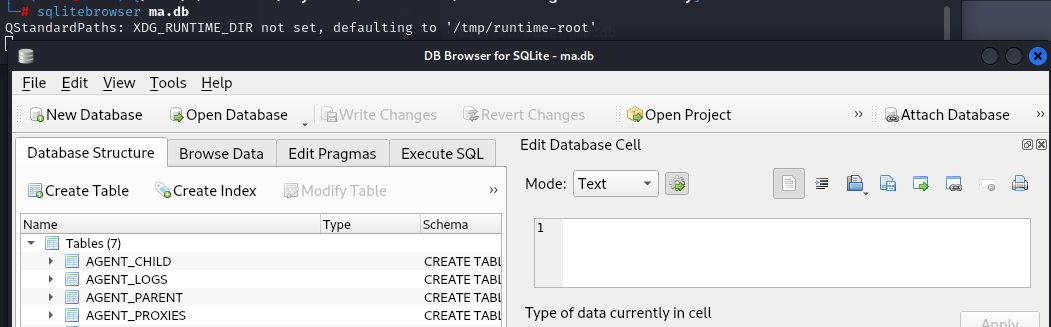 └─# sqlitebrowser ma.db
QStandardPaths: XDG_RUNTIME_DIR not set, defaulting to '/tmp/runtime-root'
DB Browser for SQLite - ma.db
File Edit View Tools Help
New Database Open Database Write Changes Revert Changes Open Project » Attach Database »
Database Structure Browse Data Edit Pragmas Execute SQL
Create Table Create Index Modify Table »
Name Type Schema
Tables (7)
AGENT_CHILD CREATE TABL
AGENT_LOGS CREATE TABL
AGENT_PARENT CREATE TABL
AGENT_PROXIES CREATE TABL
Edit Database Cell
Mode: Text
1
Type of data currently in cell
Apply